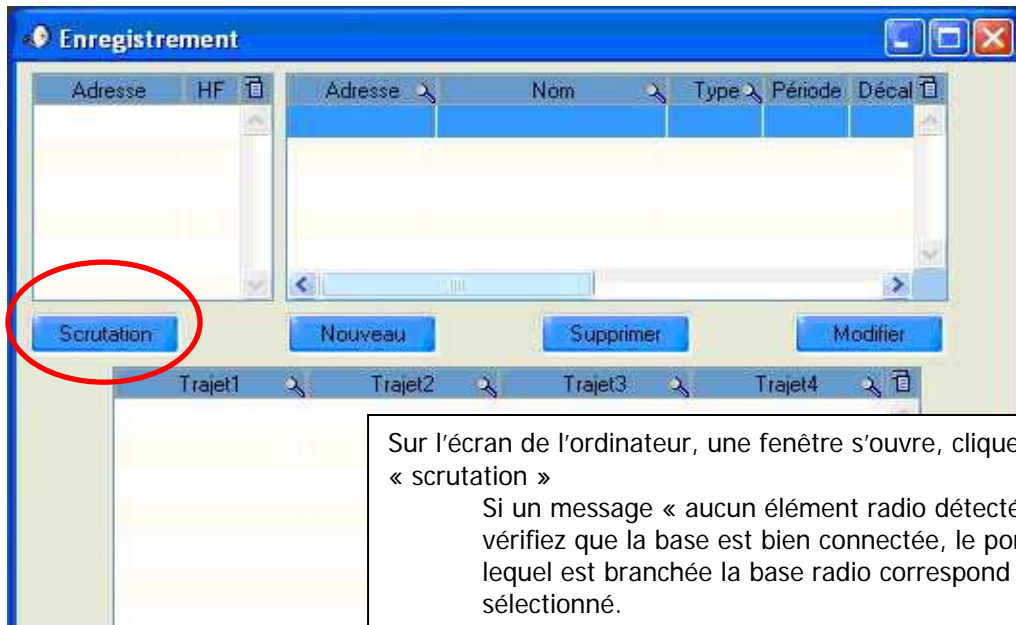 Enregistrement
Adresse HF
Adresse Nom Type Période Décal
Scrutation Nouveau Supprimer Modifier
Trajet1 Trajet2 Trajet3 Trajet4
Sur l'écran de l'ordinateur, une fenêtre s'ouvre, clique
« scrutation »
Si un message « aucun élément radio détecté
vérifiez que la base est bien connectée, le por
lequel est branchée la base radio correspond
sélectionné.